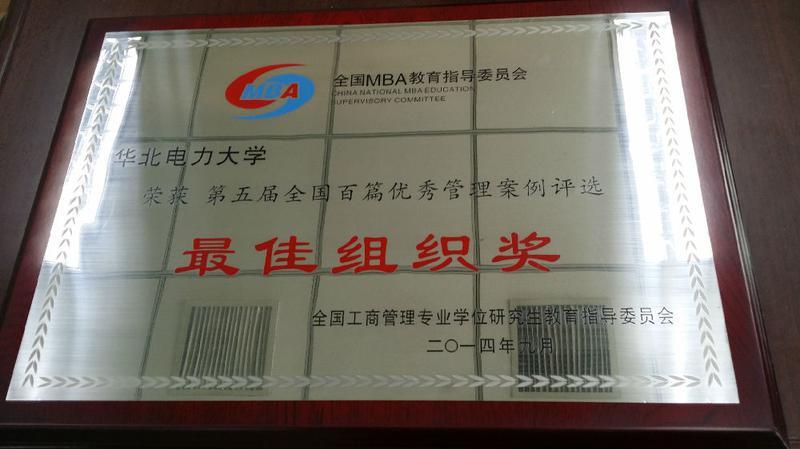 MBA
全国MBA教育指导委员会
CHINA NATIONAL MBA EDUCATION
SUPERVISORY COMMITTEE
华北电力大学
荣获 第五届全国百篇优秀管理案例评选
最佳组织奖
全国工商管理专业学位研究生教育指导委员会
二〇一四年九月